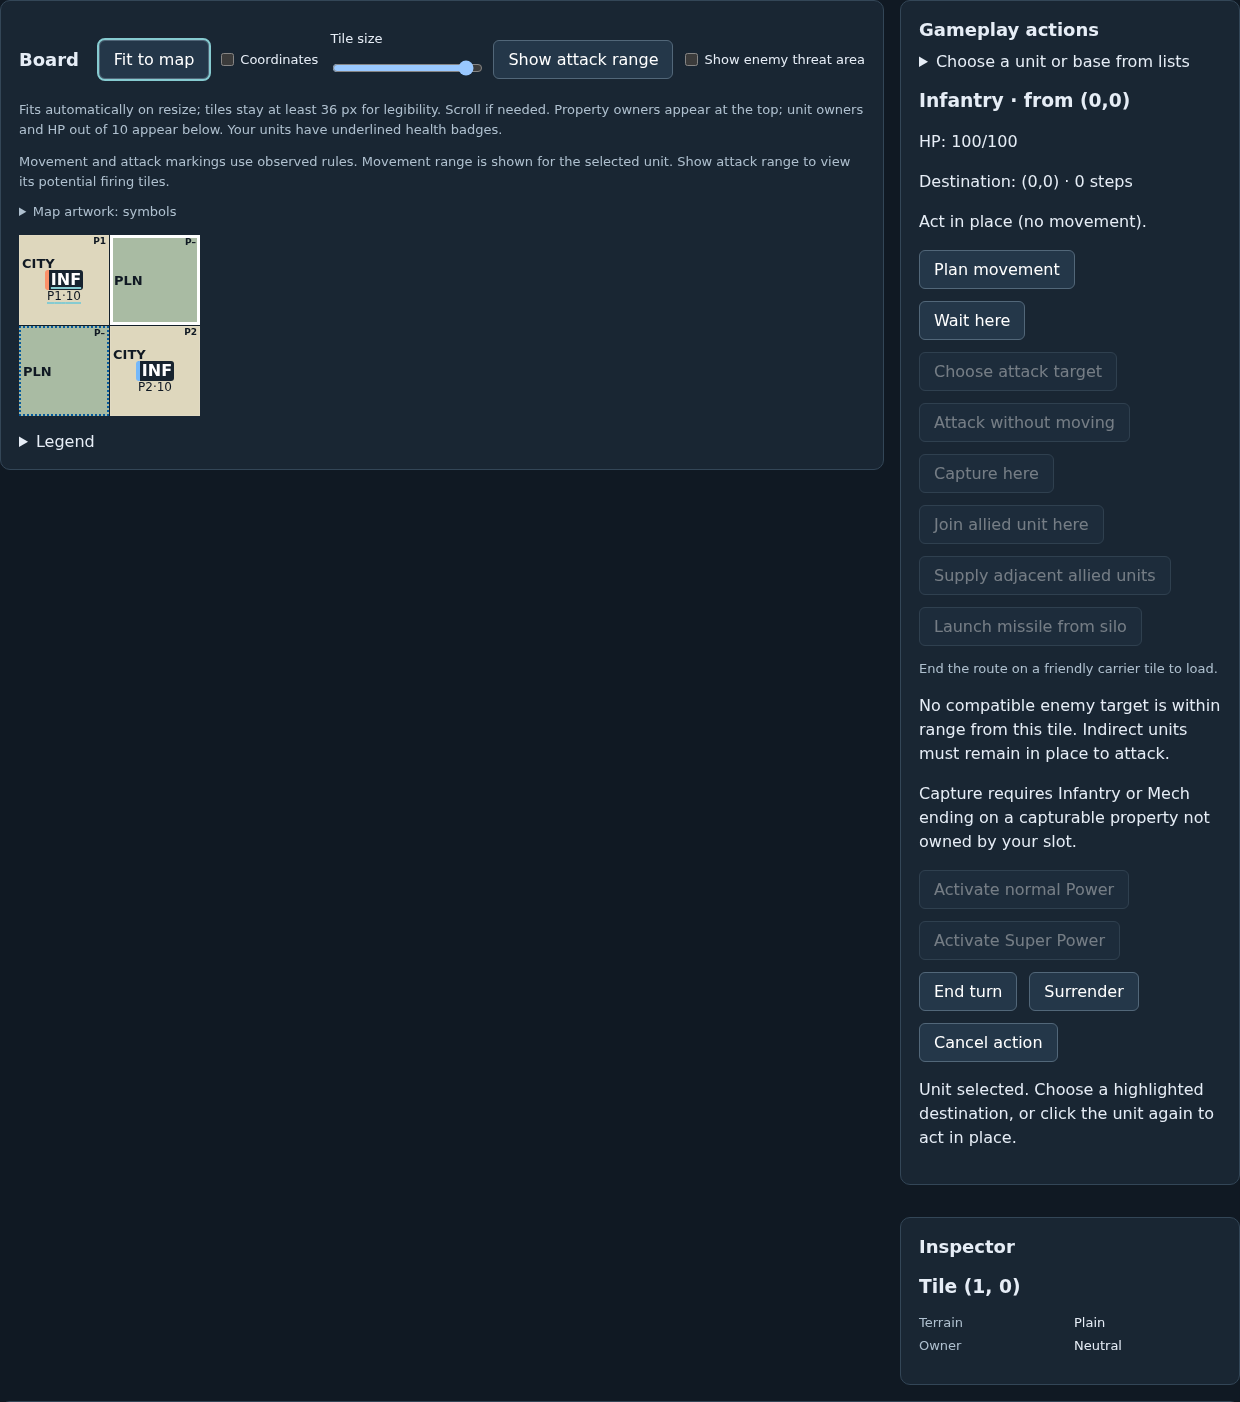 Board
Fit to map
Coordinates
Tile size
Show attack range
Show enemy threat area
Fits automatically on resize; tiles stay at least 36 px for legibility. Scroll if needed. Property owners appear at the top; unit owners
and HP out of 10 appear below. Your units have underlined health badges.
Movement and attack markings use observed rules. Movement range is shown for the selected unit. Show attack range to view
its potential firing tiles.
Map artwork: symbols
P1
CITY
INF
P1·10
P–
PLN
P–
PLN
P2
CITY
INF
P2·10
Legend
Gameplay actions
Choose a unit or base from lists
Infantry · from (0,0)
HP: 100/100
Destination: (0,0) · 0 steps
Act in place (no movement).
Plan movement
Wait here
Choose attack target
Attack without moving
Capture here
Join allied unit here
Supply adjacent allied units
Launch missile from silo
End the route on a friendly carrier tile to load.
No compatible enemy target is within
range from this tile. Indirect units
must remain in place to attack.
Capture requires Infantry or Mech
ending on a capturable property not
owned by your slot.
Activate normal Power
Activate Super Power
End turn
Surrender
Cancel action
Unit selected. Choose a highlighted
destination, or click the unit again to
act in place.
Inspector
Tile (1, 0)
Terrain Plain
Owner Neutral